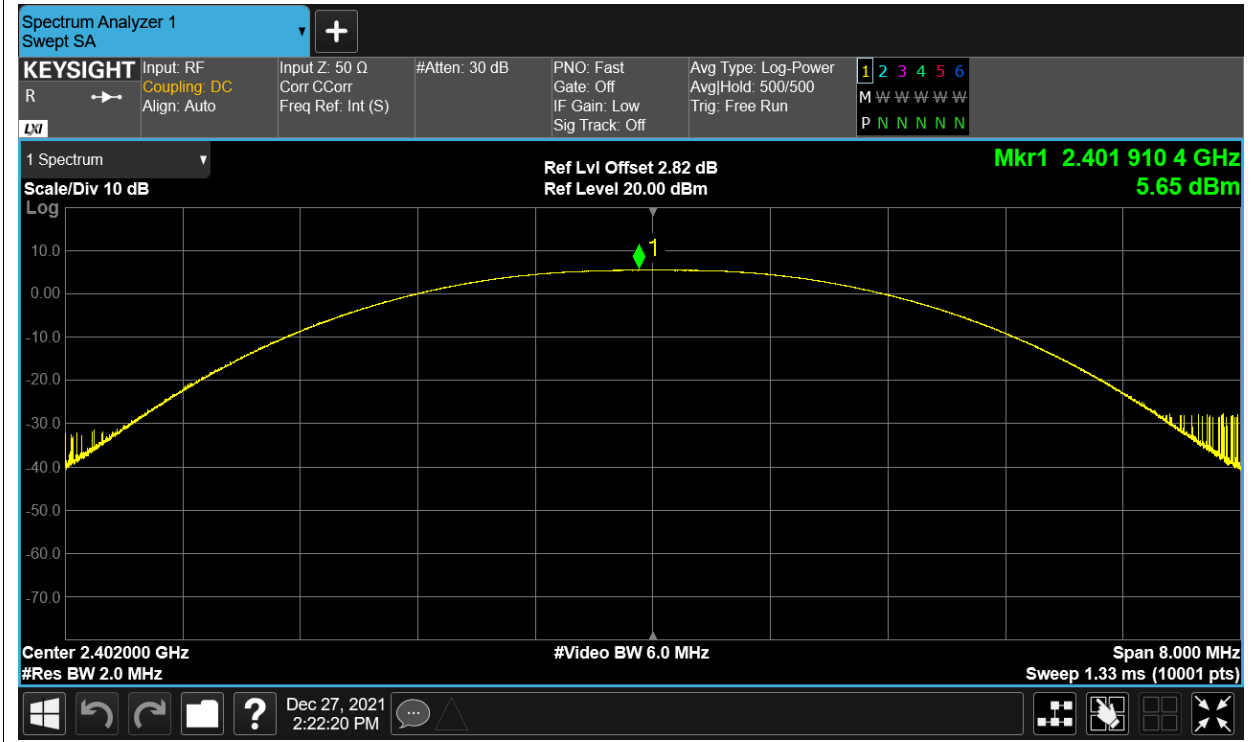 Spectrum Analyzer 1
Swept SA
KEYSIGHT
R
LXI
Input: RF
Coupling: DC
Align: Auto
Input Z: 50 Ω
Corr CCorr
Freq Ref: Int (S)
#Atten: 30 dB
PNO: Fast
Gate: Off
IF Gain: Low
Sig Track: Off
Avg Type: Log-Power
Avg|Hold: 500/500
Trig: Free Run
1 2 3 4 5 6
M W W W W W
P N N N N N
1 Spectrum
Scale/Div 10 dB
Log
Ref Lvl Offset 2.82 dB
Ref Level 20.00 dBm
Mkr1 2.401 910 4 GHz
5.65 dBm
1
10.0
0.00
-10.0
-20.0
-30.0
-40.0
-50.0
-60.0
-70.0
Center 2.402000 GHz
#Video BW 6.0 MHz
Span 8.000 MHz
#Res BW 2.0 MHz
Sweep 1.33 ms (10001 pts)
?
Dec 27, 2021
2:22:20 PM